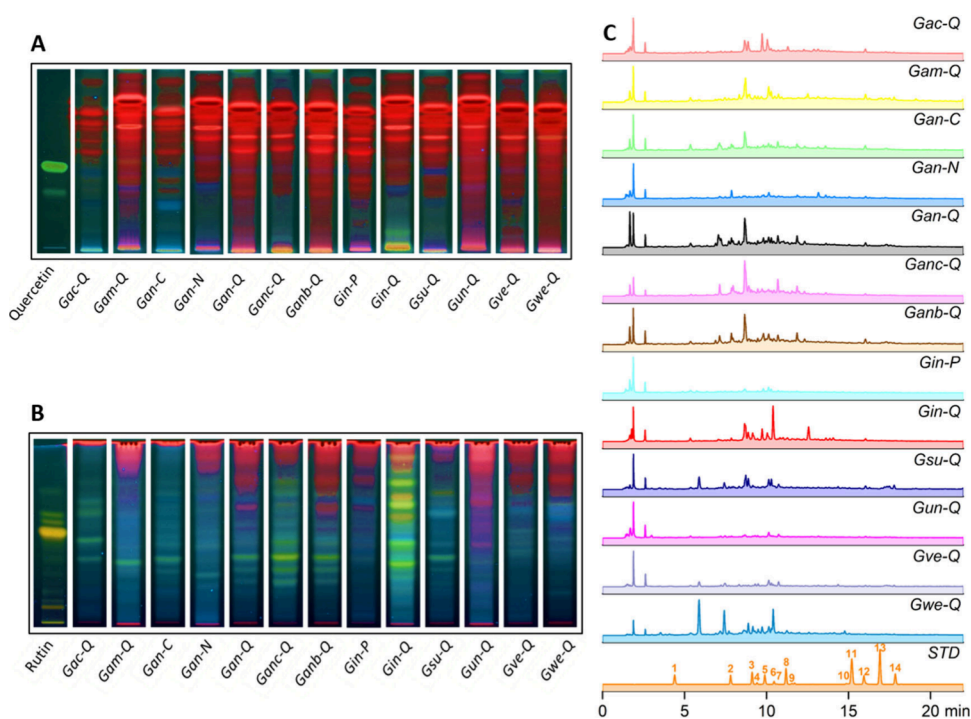 A
Quercetin
Gac-Q
Gam-Q
Gan-C
Gan-N
Gan-Q
Ganc-Q
Ganb-Q
Gin-P
Gin-Q
Gsu-Q
Gun-Q
Gve-Q
Gwe-Q
B
Rutin
Gac-Q
Gam-Q
Gan-C
Gan-N
Gan-Q
Ganc-Q
Ganb-Q
Gin-P
Gin-Q
Gsu-Q
Gun-Q
Gve-Q
Gwe-Q
C
Gac-Q
Gam-Q
Gan-C
Gan-N
Gan-Q
Ganc-Q
Ganb-Q
Gin-P
Gin-Q
Gsu-Q
Gun-Q
Gve-Q
Gwe-Q
STD
1 2 3 4 5 6 7 8 9 10 11 12 13 14
0 5 10 15 20 min